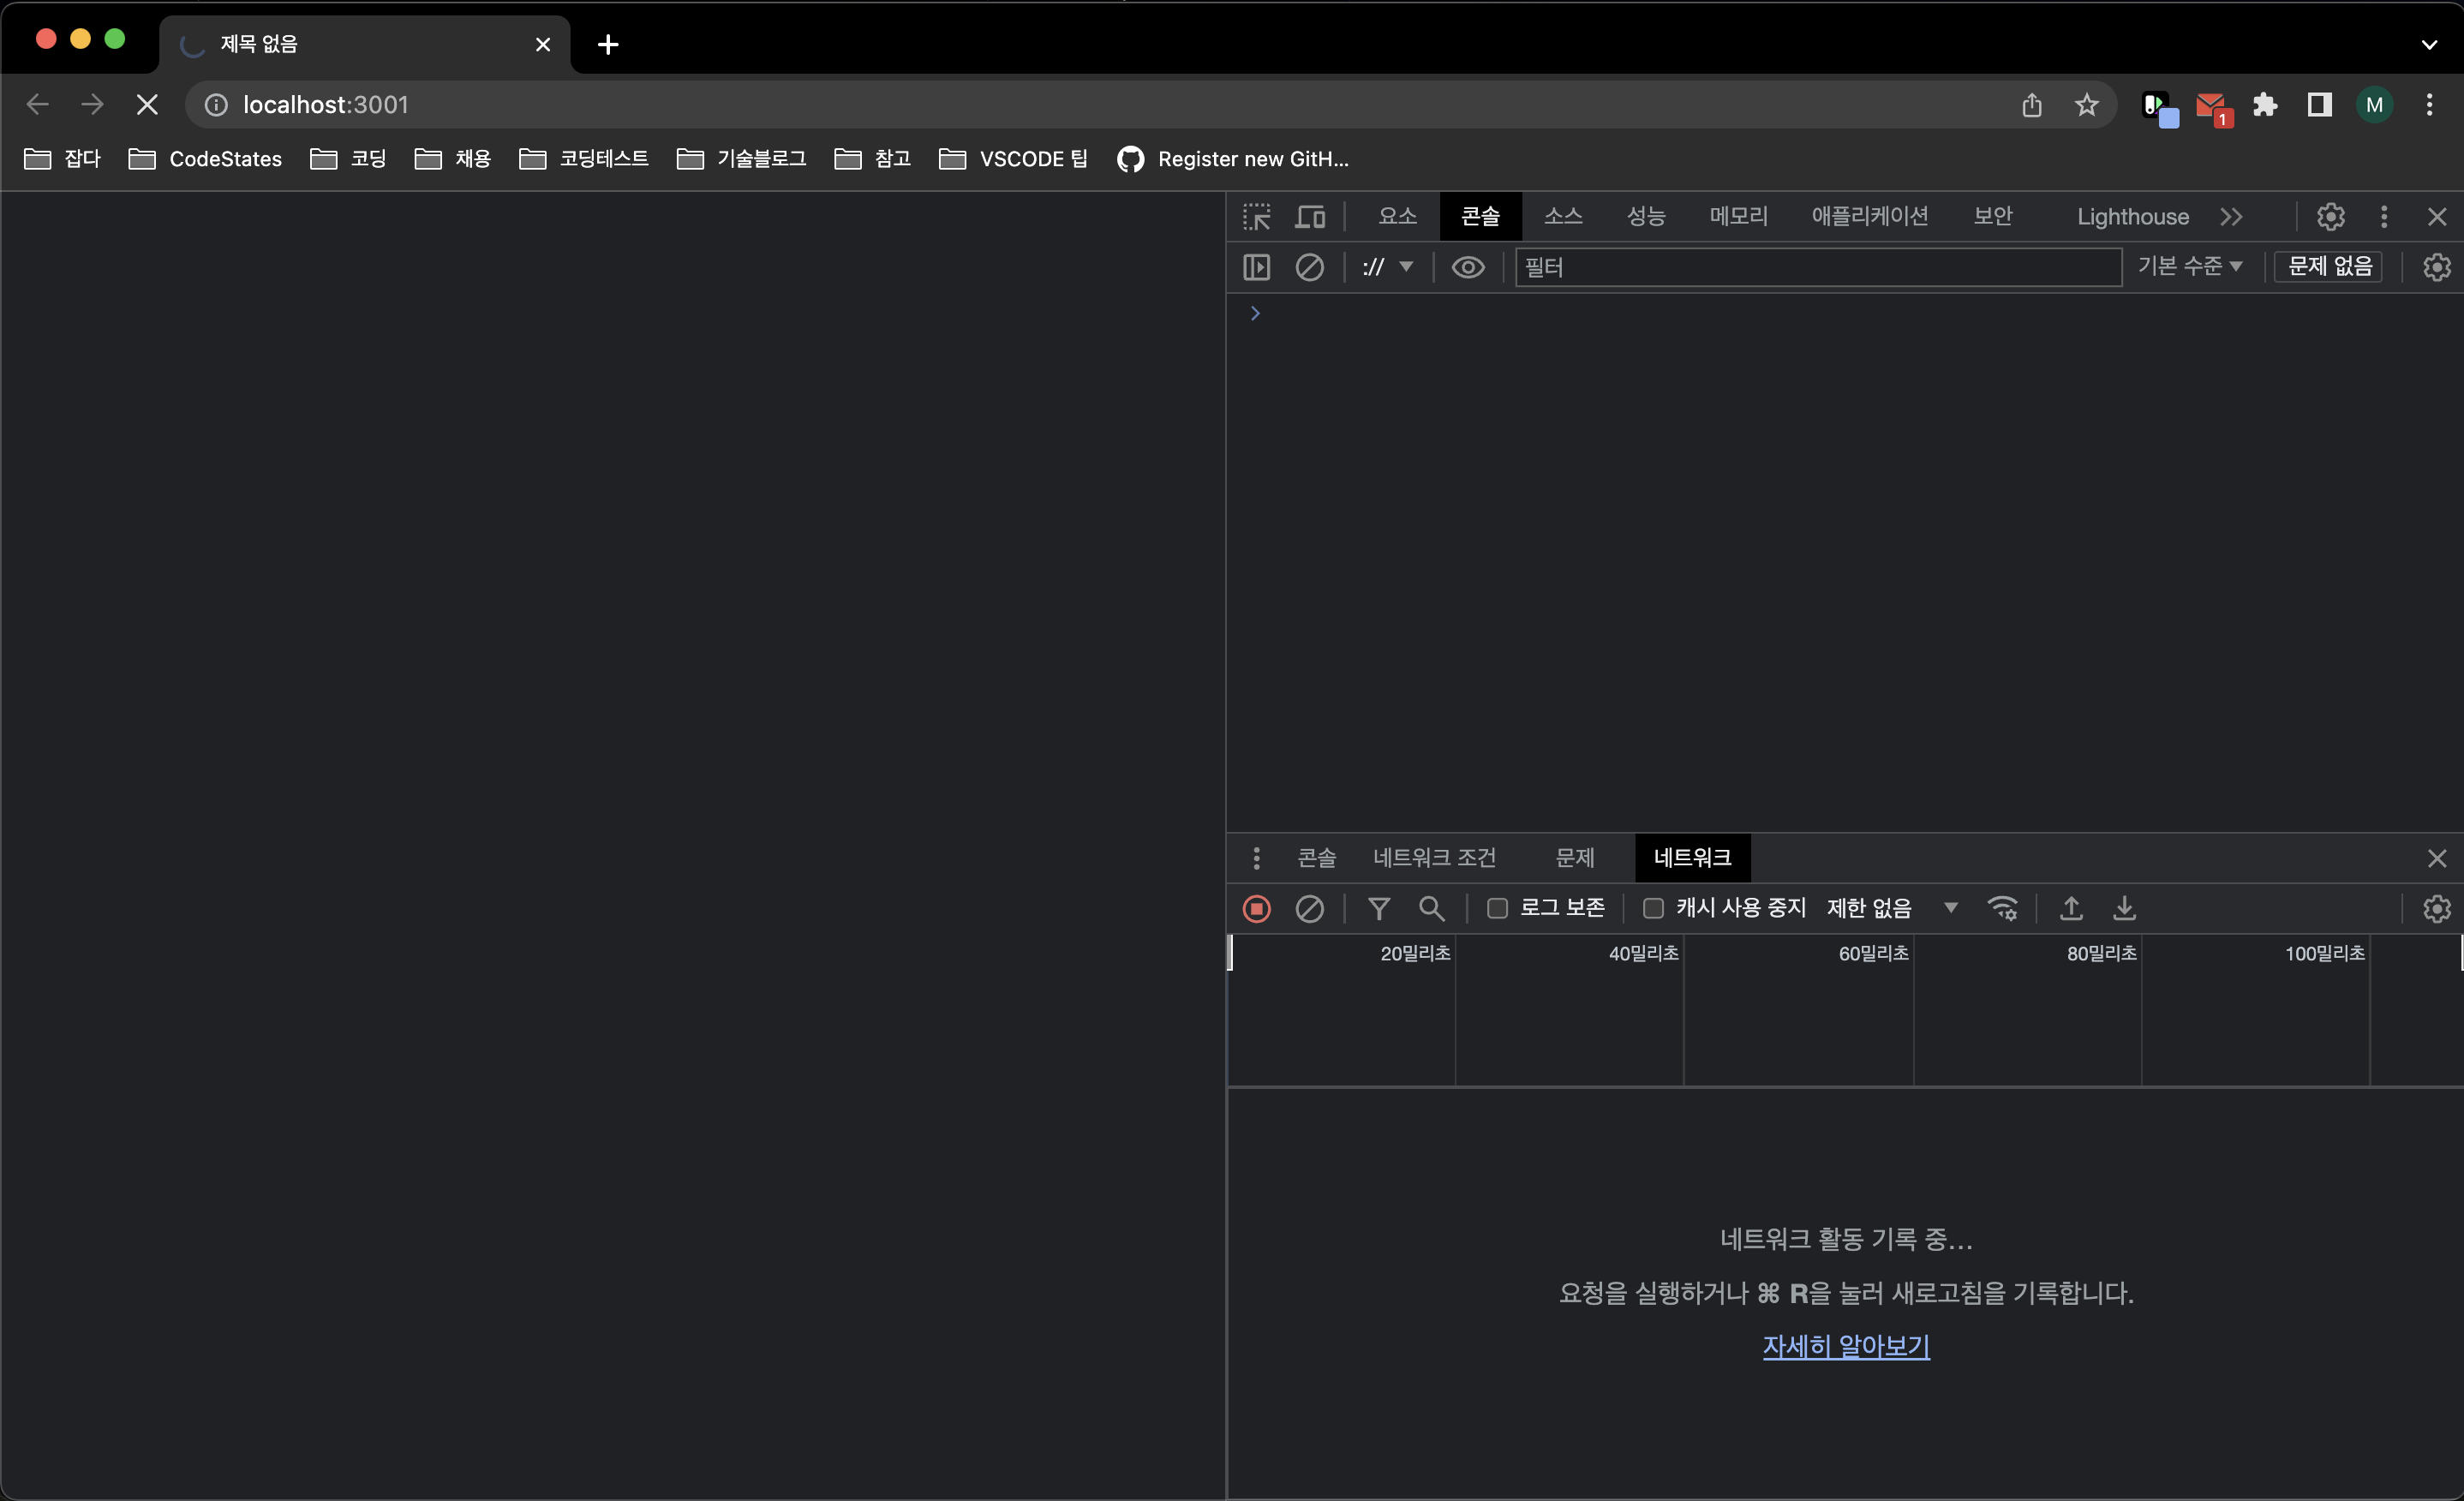 제목 없음
localhost:3001
1
M
잡다 CodeStates 코딩 채용 코딩테스트 기술블로그 참고 VSCODE 팁 Register new GitH...
요소 콘솔 소스 성능 메모리 애플리케이션 보안 Lighthouse
:// 필터 기본 수준 문제 없음
콘솔 네트워크 조건 문제 네트워크
로그 보존 캐시 사용 중지 제한 없음
20밀리초 40밀리초 60밀리초 80밀리초 100밀리초
네트워크 활동 기록 중...
요청을 실행하거나 ⌘ R을 눌러 새로고침을 기록합니다.
자세히 알아보기